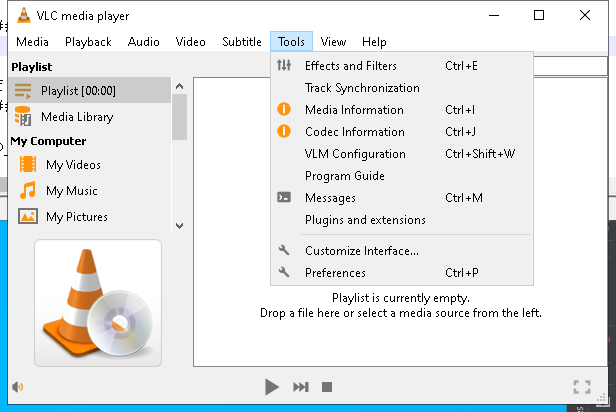 VLC media player
Media Playback Audio Video Subtitle Tools View Help
Playlist
Playlist [00:00]
Media Library
My Computer
My Videos
My Music
My Pictures
Effects and Filters Ctrl+E
Track Synchronization
Media Information Ctrl+I
Codec Information Ctrl+J
VLM Configuration Ctrl+Shift+W
Program Guide
Messages Ctrl+M
Plugins and extensions
Customize Interface...
Preferences Ctrl+P
Playlist is currently empty.
Drop a file here or select a media source from the left.